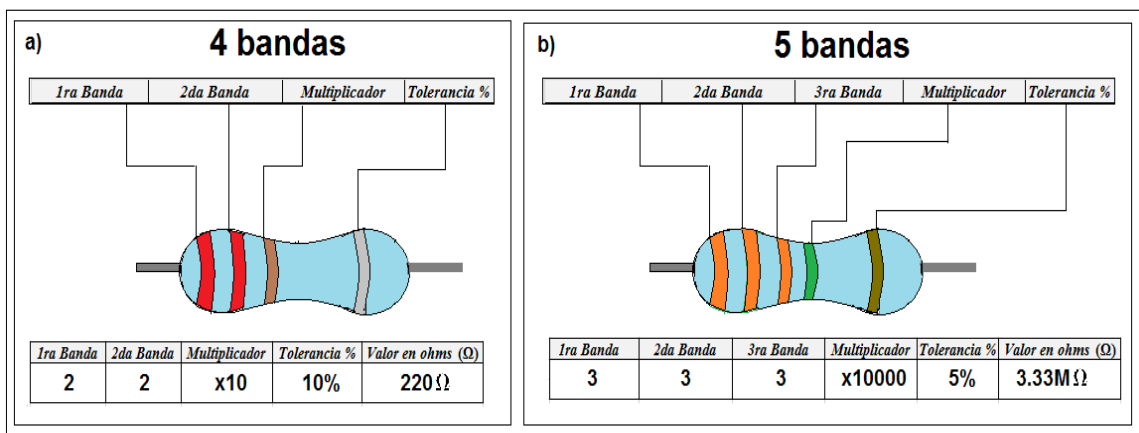 a)
4 bandas
1ra Banda 2da Banda Multiplicador Tolerancia %
1ra Banda 2da Banda Multiplicador Tolerancia % Valor en ohms (Ω)
2 2 x10 10% 220Ω
b)
5 bandas
1ra Banda 2da Banda 3ra Banda Multiplicador Tolerancia %
1ra Banda 2da Banda 3ra Banda Multiplicador Tolerancia % Valor en ohms (Ω)
3 3 3 x10000 5% 3.33MΩ